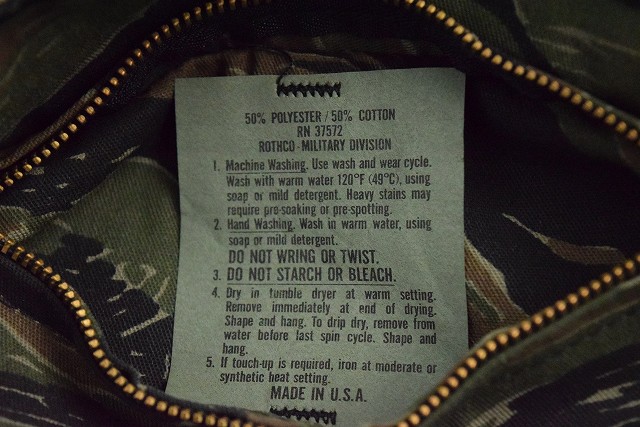 50% POLYESTER / 50% COTTON
RN 37572
ROTHCO - MILITARY DIVISION
1. Machine Washing. Use wash and wear cycle.
Wash with warm water 120°F (49°C), using
soap or mild detergent. Heavy stains may
require pre-soaking or pre-spotting.
2. Hand Washing. Wash in warm water, using
soap or mild detergent.
DO NOT WRING OR TWIST.
3. DO NOT STARCH OR BLEACH.
4. Dry in tumble dryer at warm setting.
Remove immediately at end of drying.
Shape and hang. To drip dry, remove from
water before last spin cycle. Shape and
hang.
5. If touch-up is required, iron at moderate or
synthetic heat setting.
MADE IN U.S.A.